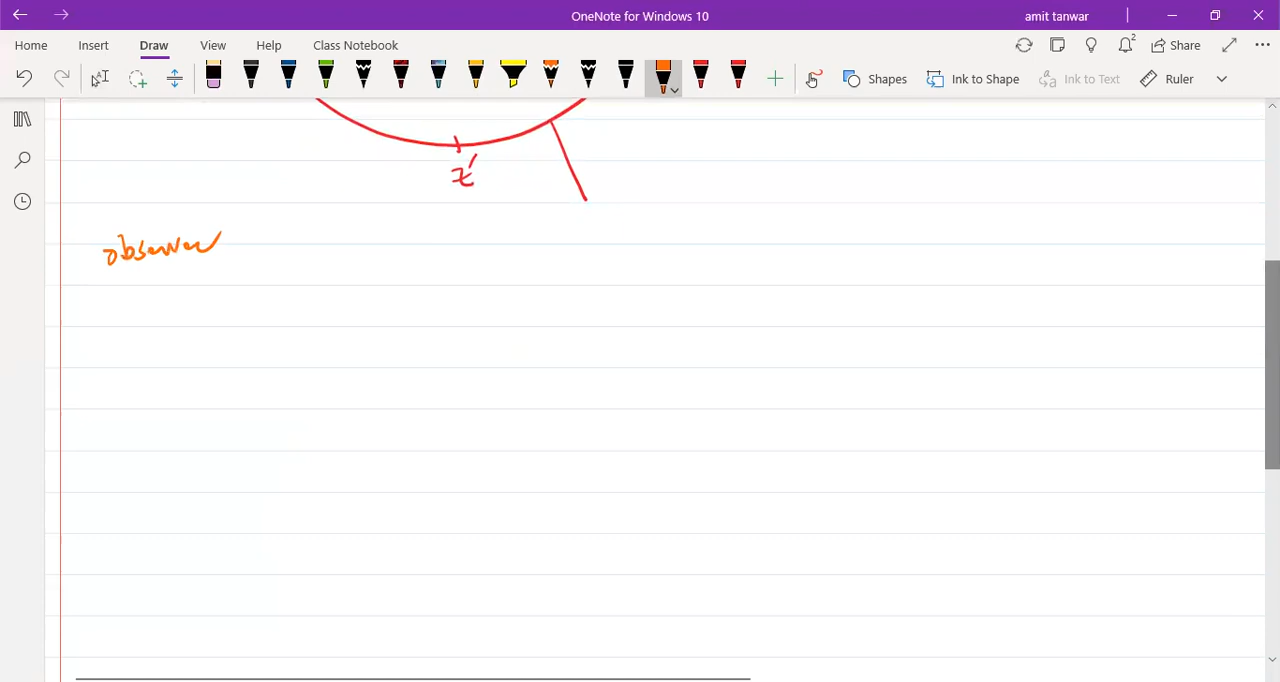 OneNote for Windows 10
amit tanwar
Home Insert Draw View Help Class Notebook
2 Share
Shapes Ink to Shape Ink to Text Ruler
z'
observer